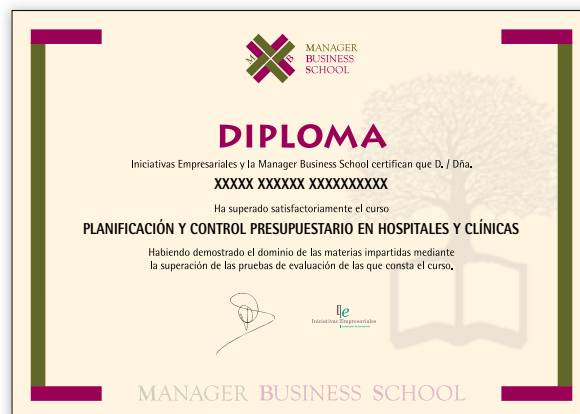 M B
MANAGER
BUSINESS
SCHOOL
DIPLOMA
Iniciativas Empresariales y la Manager Business School certifican que D. / Dña.
XXXXX XXXXXX XXXXXXXXXX
Ha superado satisfactoriamente el curso
PLANIFICACIÓN Y CONTROL PRESUPUESTARIO EN HOSPITALES Y CLÍNICAS
Habiendo demostrado el dominio de las materias impartidas mediante
la superación de las pruebas de evaluación de las que consta el curso.
Ie
Iniciativas Empresariales
MANAGER BUSINESS SCHOOL